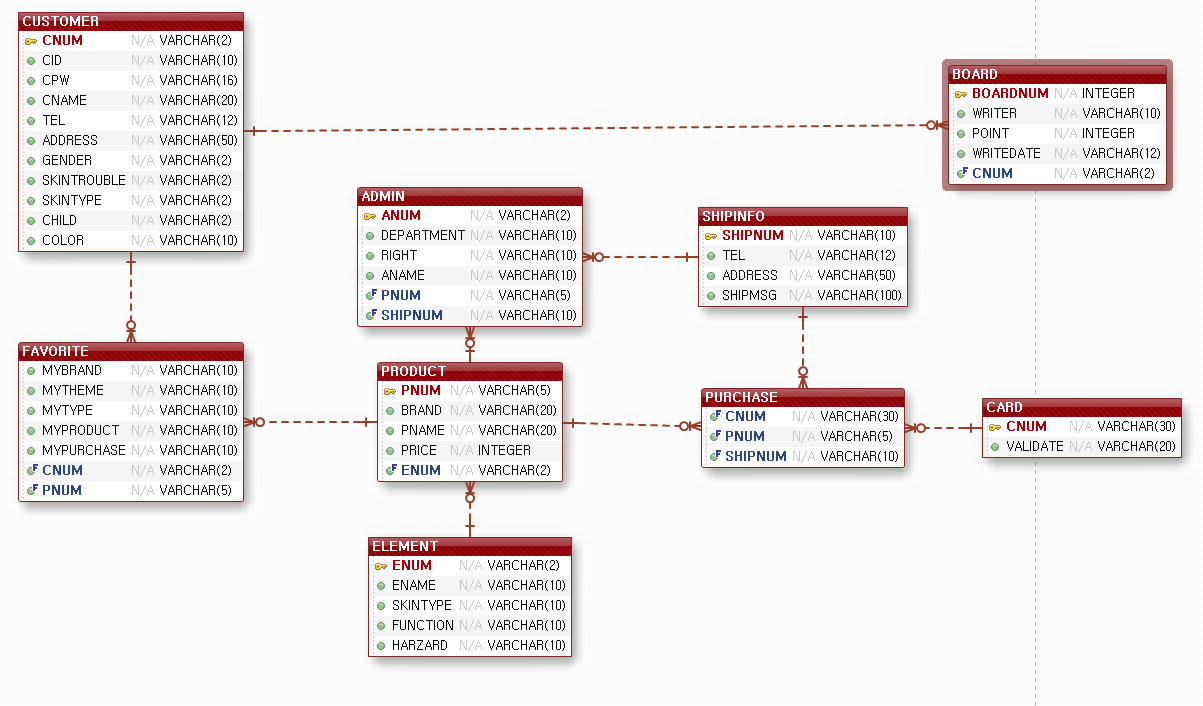 CUSTOMER
CNUM N/A VARCHAR(2)
CID N/A VARCHAR(10)
CPW N/A VARCHAR(16)
CNAME N/A VARCHAR(20)
TEL N/A VARCHAR(12)
ADDRESS N/A VARCHAR(50)
GENDER N/A VARCHAR(2)
SKINTROUBLE N/A VARCHAR(2)
SKINTYPE N/A VARCHAR(2)
CHILD N/A VARCHAR(2)
COLOR N/A VARCHAR(10)
BOARD
BOARDNUM N/A INTEGER
WRITER N/A VARCHAR(10)
POINT N/A INTEGER
WRITEDATE N/A VARCHAR(12)
CNUM N/A VARCHAR(2)
ADMIN
ANUM N/A VARCHAR(2)
DEPARTMENT N/A VARCHAR(10)
RIGHT N/A VARCHAR(10)
ANAME N/A VARCHAR(10)
PNUM N/A VARCHAR(5)
SHIPNUM N/A VARCHAR(10)
SHIPINFO
SHIPNUM N/A VARCHAR(10)
TEL N/A VARCHAR(12)
ADDRESS N/A VARCHAR(50)
SHIPMSG N/A VARCHAR(100)
FAVORITE
MYBRAND N/A VARCHAR(10)
MYTHEME N/A VARCHAR(10)
MYTYPE N/A VARCHAR(10)
MYPRODUCT N/A VARCHAR(10)
MYPURCHASE N/A VARCHAR(10)
CNUM N/A VARCHAR(2)
PNUM N/A VARCHAR(5)
PRODUCT
PNUM N/A VARCHAR(5)
BRAND N/A VARCHAR(20)
PNAME N/A VARCHAR(20)
PRICE N/A INTEGER
ENUM N/A VARCHAR(2)
PURCHASE
CNUM N/A VARCHAR(30)
PNUM N/A VARCHAR(5)
SHIPNUM N/A VARCHAR(10)
CARD
CNUM N/A VARCHAR(30)
VALIDATE N/A VARCHAR(20)
ELEMENT
ENUM N/A VARCHAR(2)
ENAME N/A VARCHAR(10)
SKINTYPE N/A VARCHAR(10)
FUNCTION N/A VARCHAR(10)
HARZARD N/A VARCHAR(10)